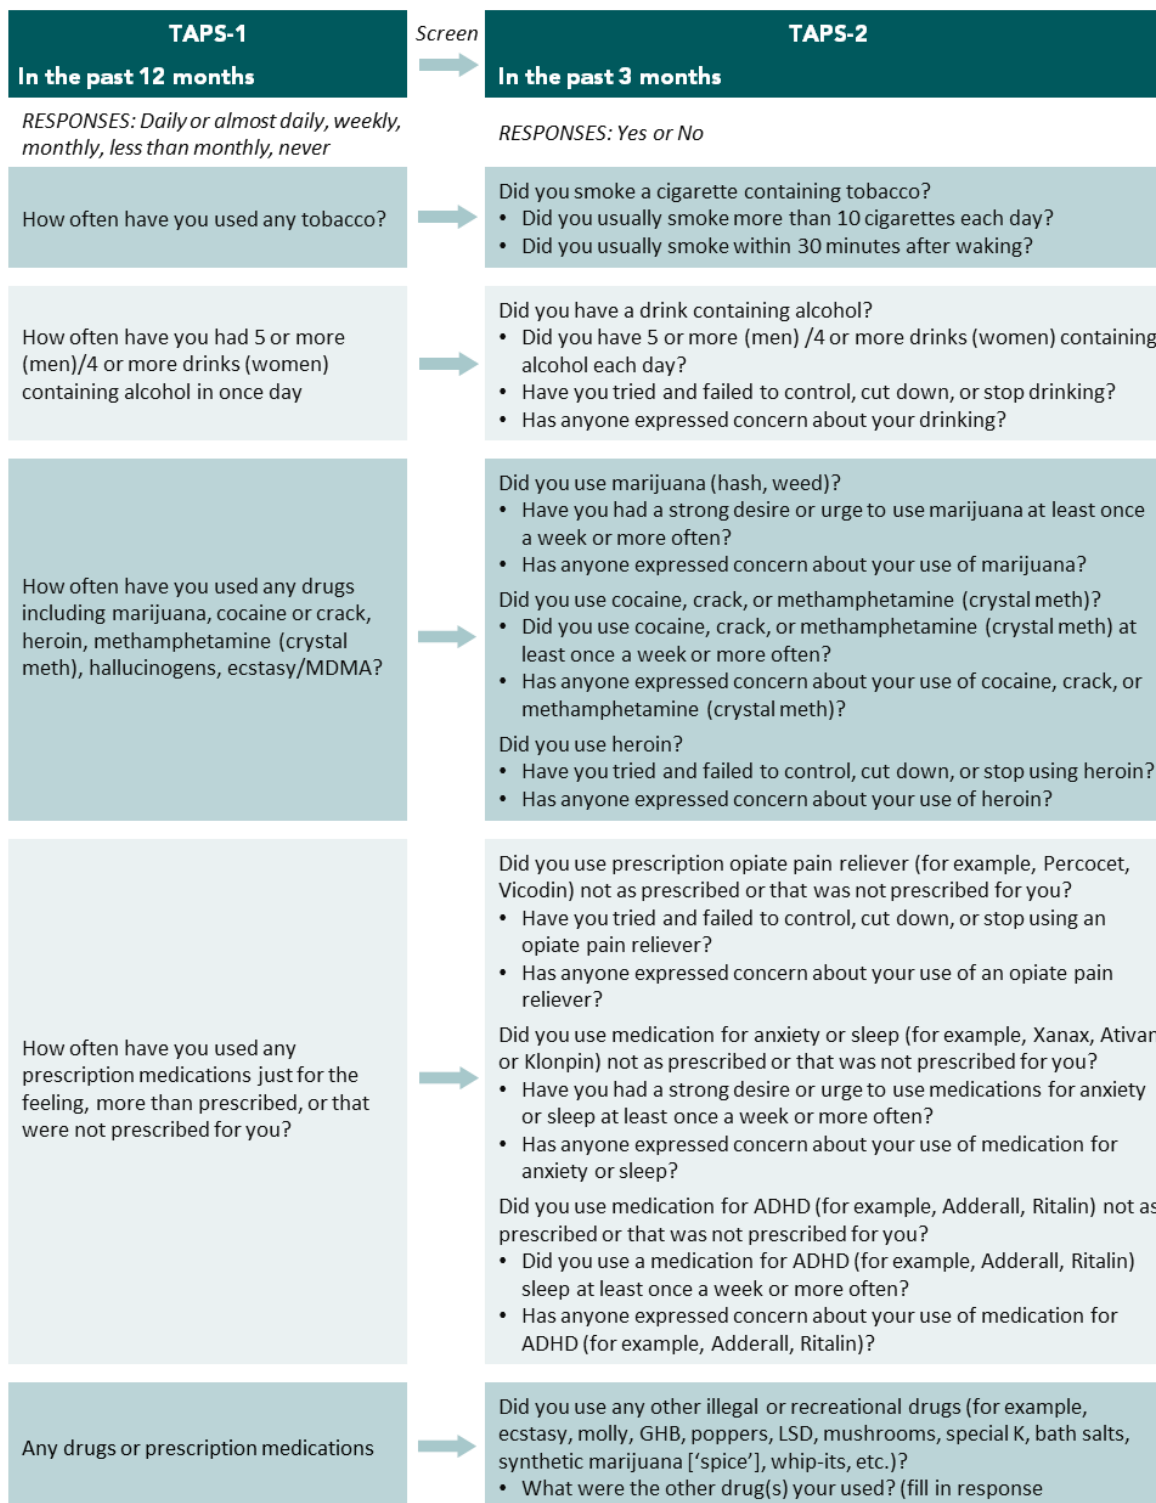 TAPS-1
In the past 12 months
Screen
TAPS-2
In the past 3 months
RESPONSES: Daily or almost daily, weekly,
monthly, less than monthly, never
RESPONSES: Yes or No
How often have you used any tobacco?
Did you smoke a cigarette containing tobacco?
• Did you usually smoke more than 10 cigarettes each day?
• Did you usually smoke within 30 minutes after waking?
How often have you had 5 or more
(men)/4 or more drinks (women)
containing alcohol in once day
Did you have a drink containing alcohol?
• Did you have 5 or more (men) /4 or more drinks (women) containing
alcohol each day?
• Have you tried and failed to control, cut down, or stop drinking?
• Has anyone expressed concern about your drinking?
How often have you used any drugs
including marijuana, cocaine or crack,
heroin, methamphetamine (crystal
meth), hallucinogens, ecstasy/MDMA?
Did you use marijuana (hash, weed)?
• Have you had a strong desire or urge to use marijuana at least once
a week or more often?
• Has anyone expressed concern about your use of marijuana?
Did you use cocaine, crack, or methamphetamine (crystal meth)?
• Did you use cocaine, crack, or methamphetamine (crystal meth) at
least once a week or more often?
• Has anyone expressed concern about your use of cocaine, crack, or
methamphetamine (crystal meth)?
Did you use heroin?
• Have you tried and failed to control, cut down, or stop using heroin?
• Has anyone expressed concern about your use of heroin?
How often have you used any
prescription medications just for the
feeling, more than prescribed, or that
were not prescribed for you?
Did you use prescription opiate pain reliever (for example, Percocet,
Vicodin) not as prescribed or that was not prescribed for you?
• Have you tried and failed to control, cut down, or stop using an
opiate pain reliever?
• Has anyone expressed concern about your use of an opiate pain
reliever?
Did you use medication for anxiety or sleep (for example, Xanax, Ativan
or Klonpin) not as prescribed or that was not prescribed for you?
• Have you had a strong desire or urge to use medications for anxiety
or sleep at least once a week or more often?
• Has anyone expressed concern about your use of medication for
anxiety or sleep?
Did you use medication for ADHD (for example, Adderall, Ritalin) not as
prescribed or that was not prescribed for you?
• Did you use a medication for ADHD (for example, Adderall, Ritalin)
sleep at least once a week or more often?
• Has anyone expressed concern about your use of medication for
ADHD (for example, Adderall, Ritalin)?
Any drugs or prescription medications
Did you use any other illegal or recreational drugs (for example,
ecstasy, molly, GHB, poppers, LSD, mushrooms, special K, bath salts,
synthetic marijuana [‘spice’], whip-its, etc.)?
• What were the other drug(s) your used? (fill in response